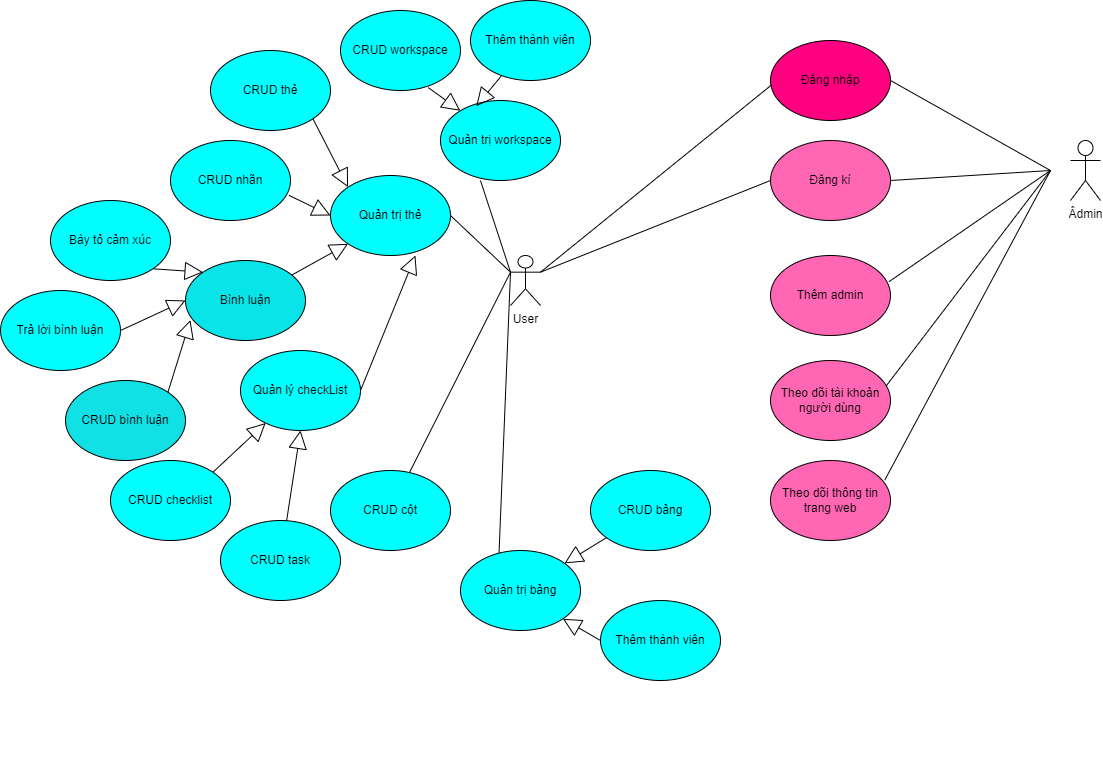 CRUD workspace
Thêm thành viên
CRUD thẻ
Đăng nhập
Quản trị workspace
CRUD nhãn
Đăng kí
Quản trị thẻ
Âdmin
Bày tỏ cảm xúc
Bình luận
Thêm admin
User
Trả lời bình luận
Quản lý checkList
Theo dõi tài khoản
người dùng
CRUD bình luận
CRUD checklist
CRUD cột
CRUD bảng
Theo dõi thông tin
trang web
CRUD task
Quản trị bảng
Thêm thành viên